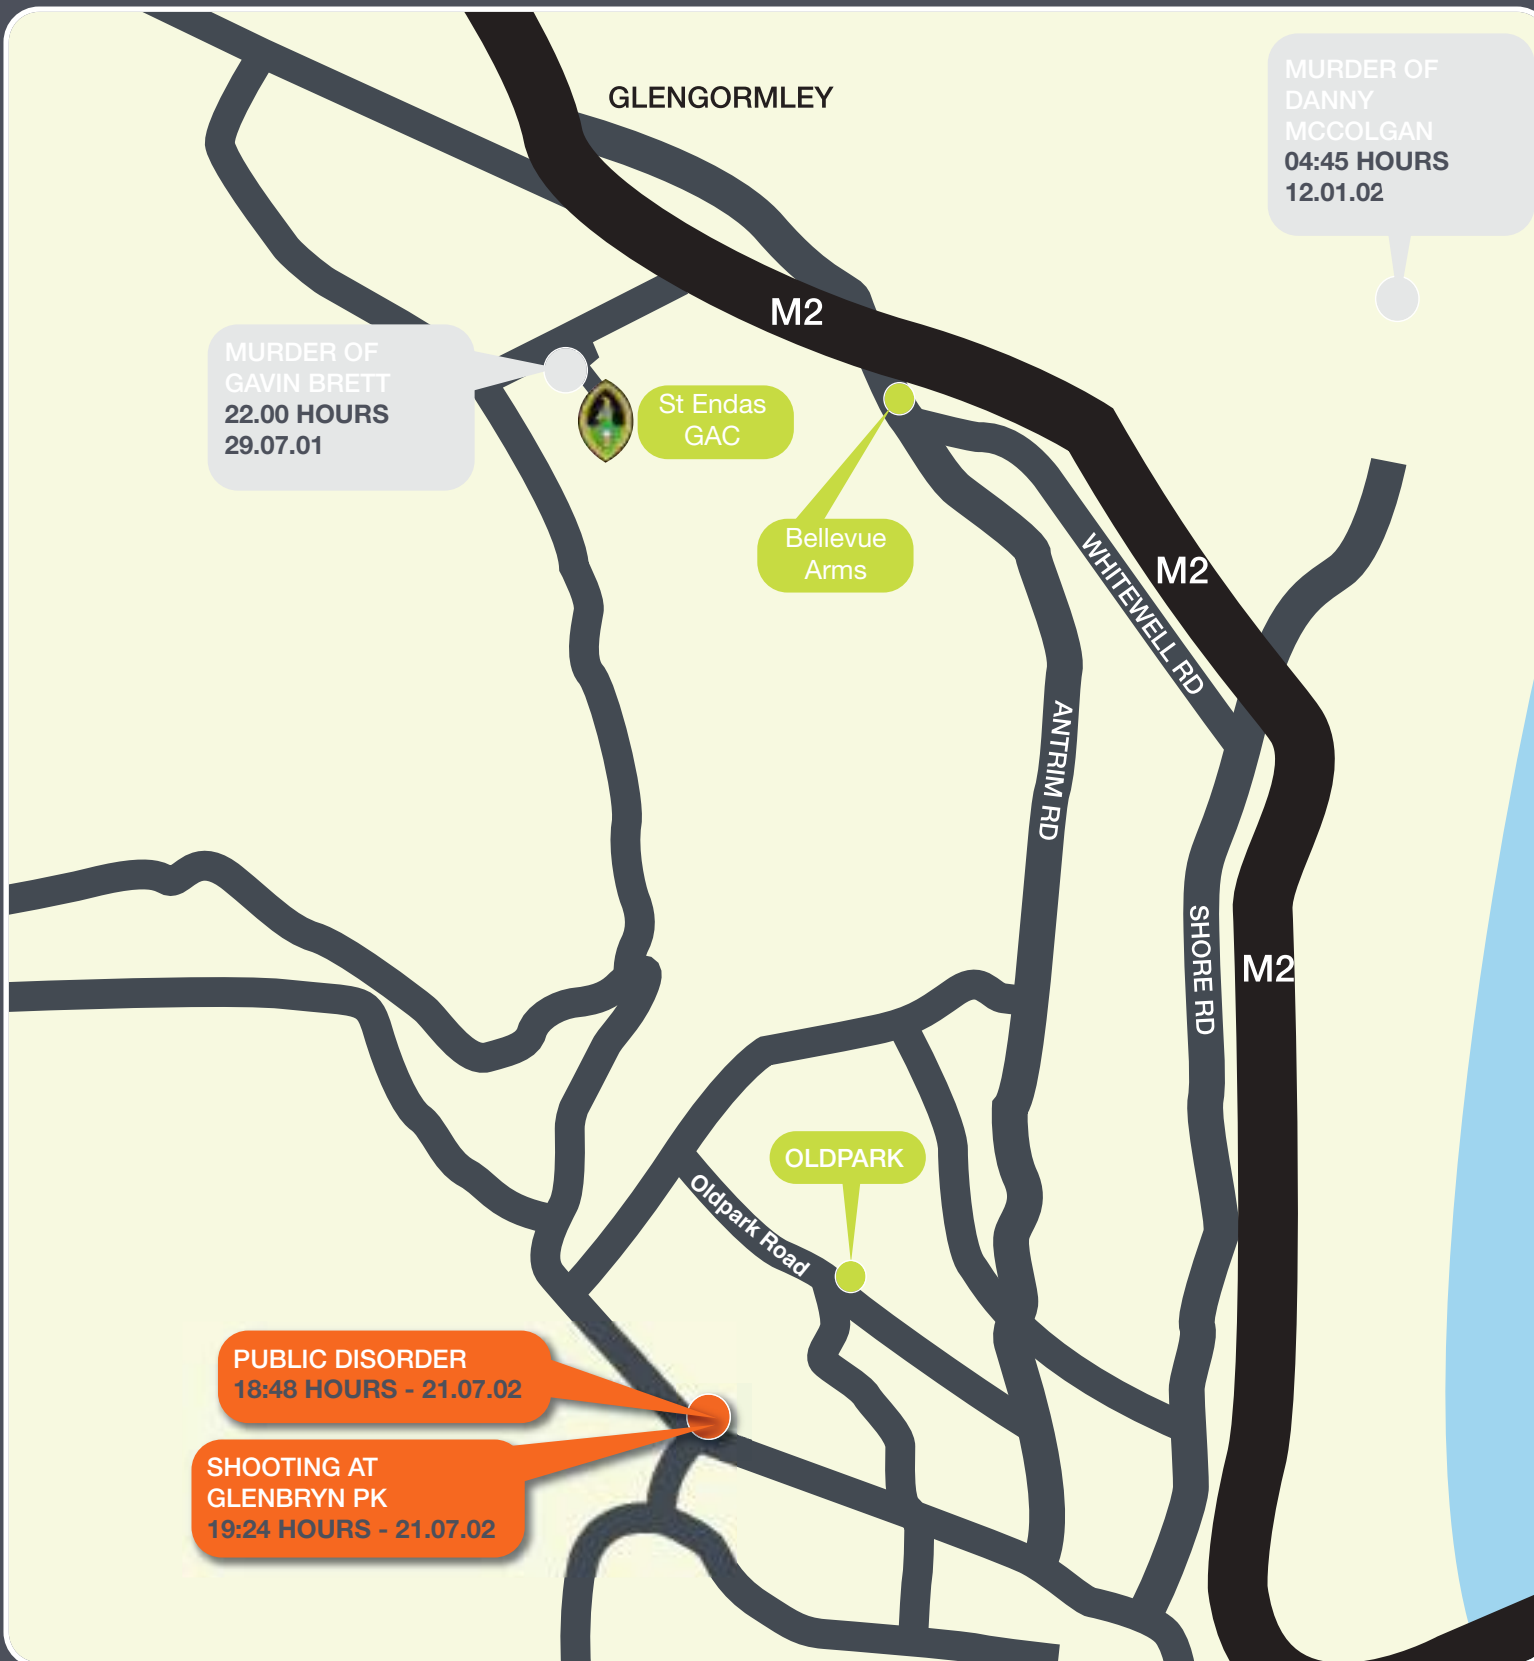 GLENGORMLEY
MURDER OF
DANNY
MCCOLGAN
04:45 HOURS
12.01.02
M2
MURDER OF
GAVIN BRETT
22.00 HOURS
29.07.01
St Endas
GAC
Bellevue
Arms
WHITEWELL RD
M2
ANTRIM RD
SHORE RD
M2
OLDPARK
Oldpark Road
PUBLIC DISORDER
18:48 HOURS - 21.07.02
SHOOTING AT
GLENBRYN PK
19:24 HOURS - 21.07.02